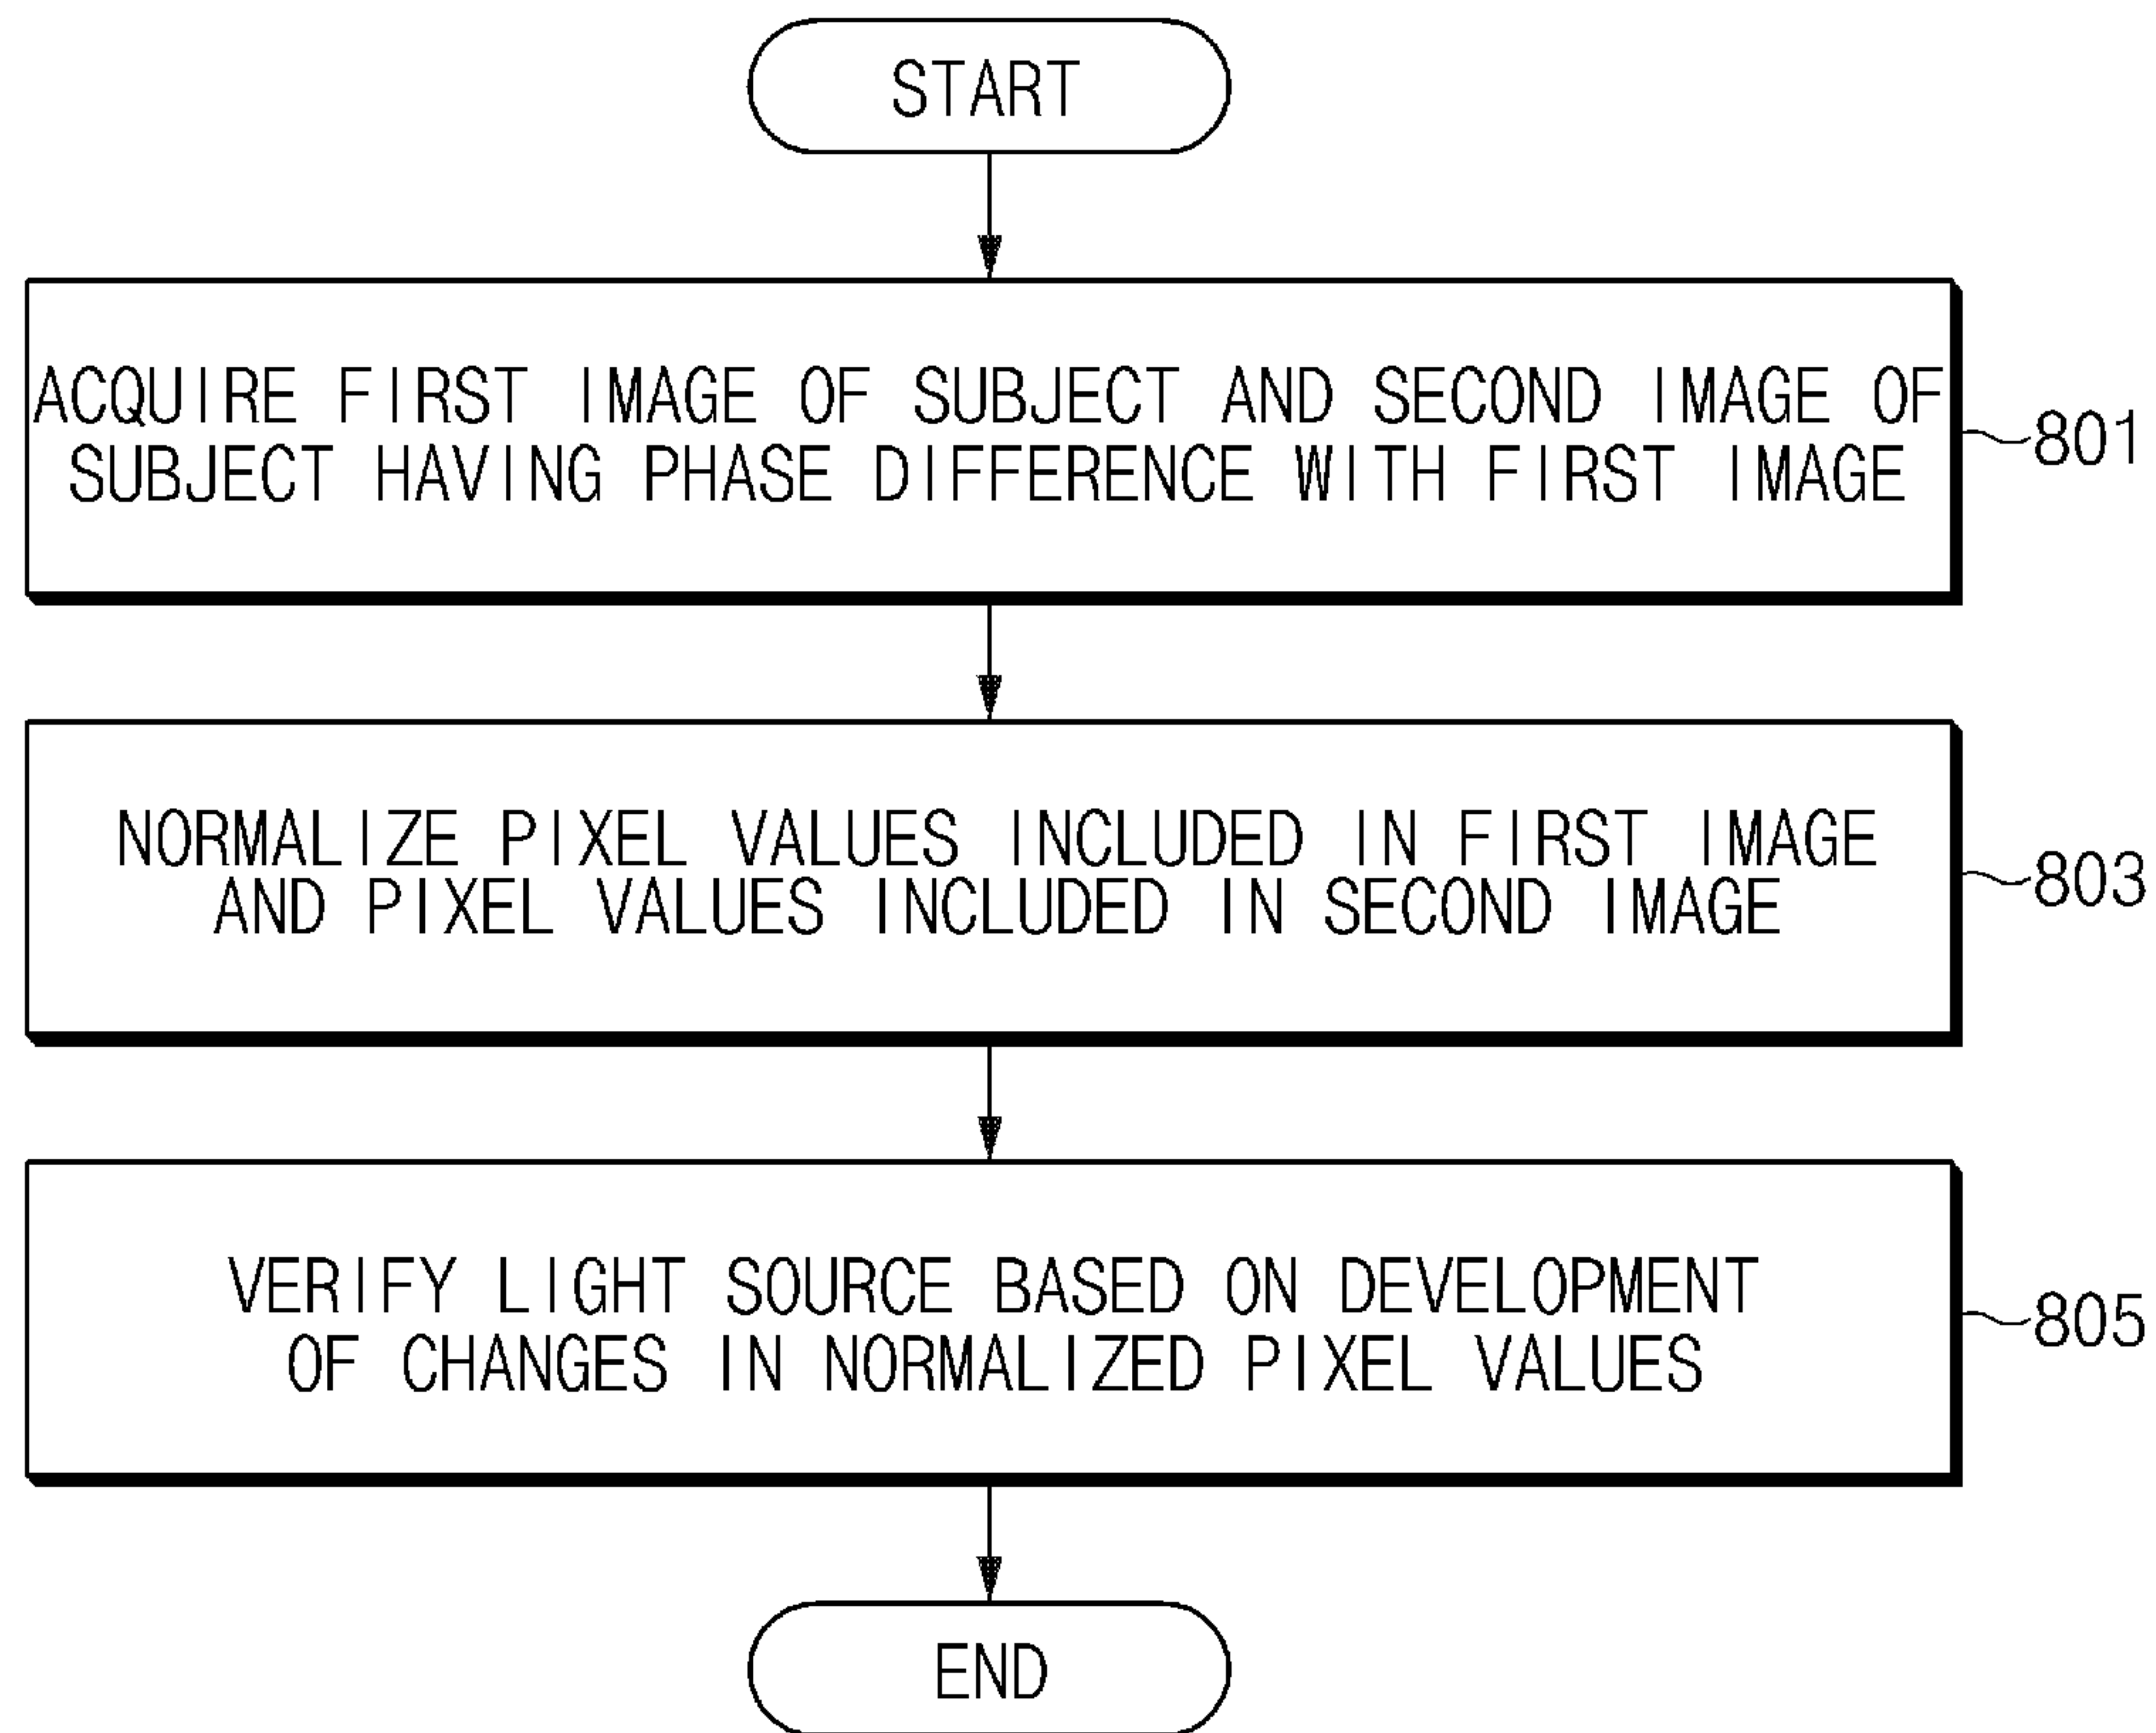 START
ACQUIRE FIRST IMAGE OF SUBJECT AND SECOND IMAGE OF
SUBJECT HAVING PHASE DIFFERENCE WITH FIRST IMAGE
801
NORMALIZE PIXEL VALUES INCLUDED IN FIRST IMAGE
AND PIXEL VALUES INCLUDED IN SECOND IMAGE
803
VERIFY LIGHT SOURCE BASED ON DEVELOPMENT
OF CHANGES IN NORMALIZED PIXEL VALUES
805
END